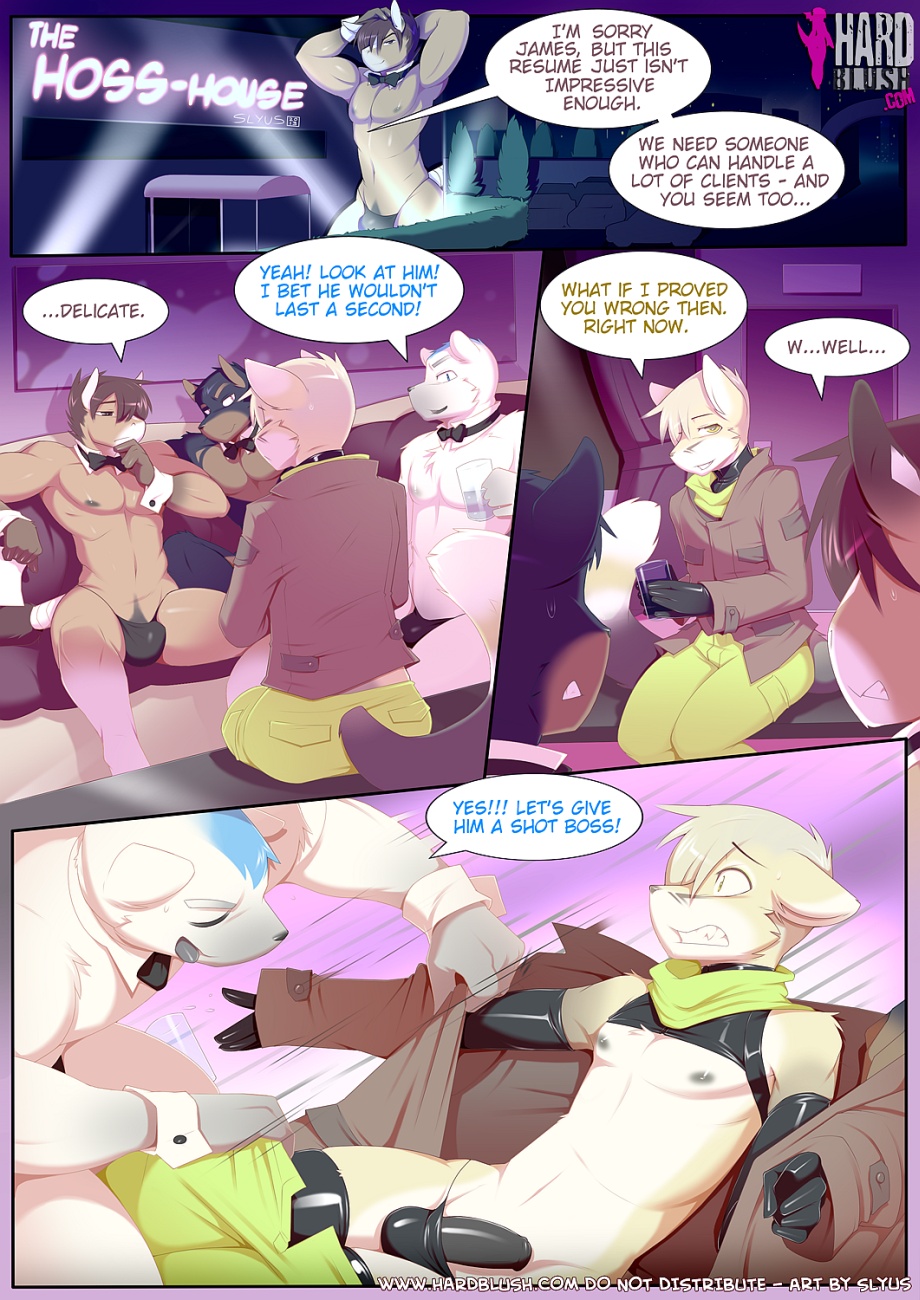 THE
HOSS-HOUSE
SLYUS
I'M SORRY
JAMES, BUT THIS
RESUME JUST ISN'T
IMPRESSIVE
ENOUGH.
HARD
BLUSH
.COM
WE NEED SOMEONE
WHO CAN HANDLE A
LOT OF CLIENTS - AND
YOU SEEM TOO...
...DELICATE.
YEAH! LOOK AT HIM!
I BET HE WOULDN'T
LAST A SECOND!
WHAT IF I PROVED
YOU WRONG THEN.
RIGHT NOW.
W...WELL...
YES!!! LET'S GIVE
HIM A SHOT BOSS!
WWW.HARDBLUSH.COM DO NOT DISTRIBUTE - ART BY SLYUS